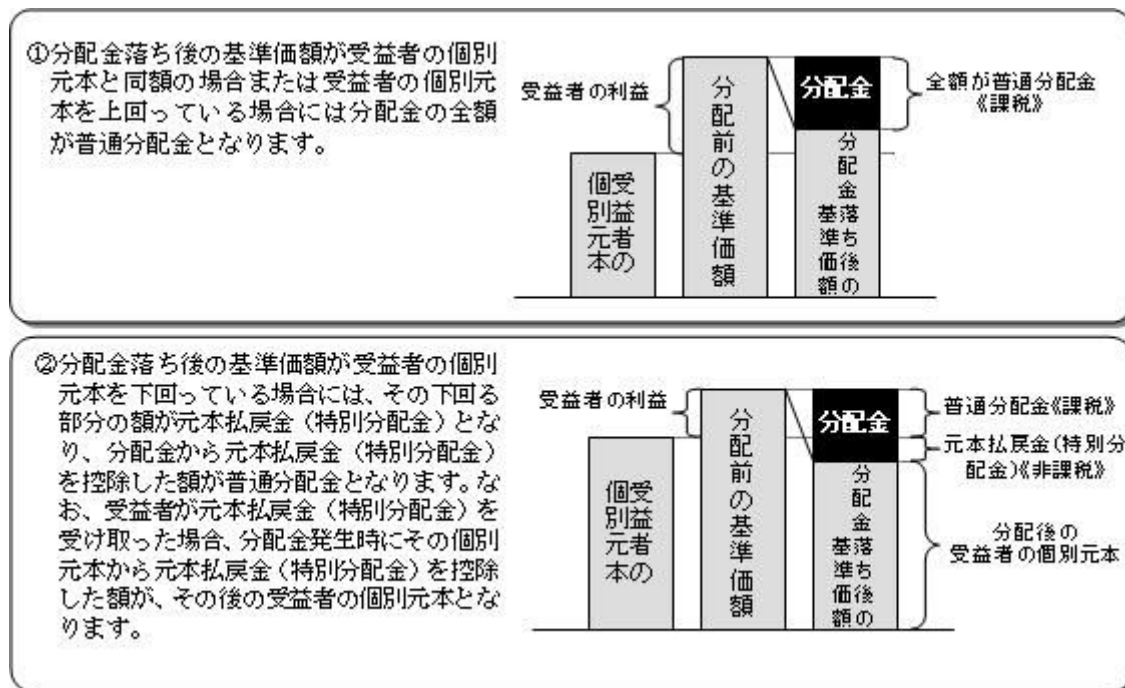 ①分配金落ち後の基準価額が受益者の個別
元本と同額の場合または受益者の個別元
本を上回っている場合には分配金の全額
が普通分配金となります。
受益者の利益
受益者の
個別元本
分配前の基準価額
分配金
分配金落ち後の
基準価額
全額が普通分配金
《課税》
②分配金落ち後の基準価額が受益者の個別
元本を下回っている場合には、その下回る
部分の額が元本払戻金（特別分配金）とな
り、分配金から元本払戻金（特別分配金）
を控除した額が普通分配金となります。な
お、受益者が元本払戻金（特別分配金）を
受け取った場合、分配金発生時にその個別
元本から元本払戻金（特別分配金）を控除
した額が、その後の受益者の個別元本とな
ります。
受益者の利益
受益者の
個別元本
分配前の基準価額
分配金
分配金落ち後の
基準価額
普通分配金《課税》
元本払戻金（特別分
配金）《非課税》
分配後の
受益者の個別元本